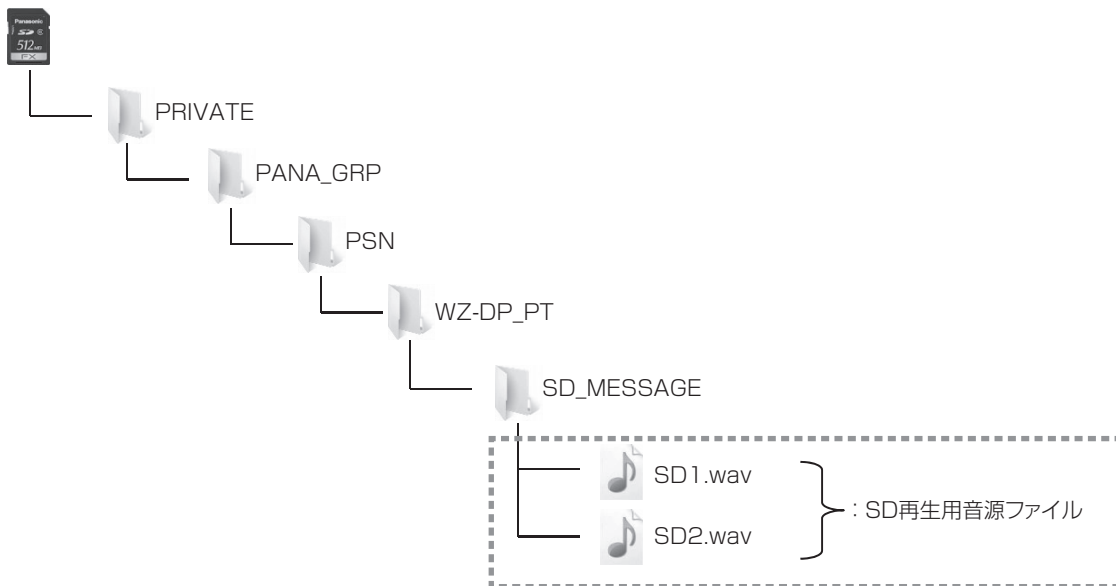 Panasonic
SD
512MB
FX
PRIVATE
PANA_GRP
PSN
WZ-DP_PT
SD_MESSAGE
SD1.wav
SD2.wav
：SD再生用音源ファイル